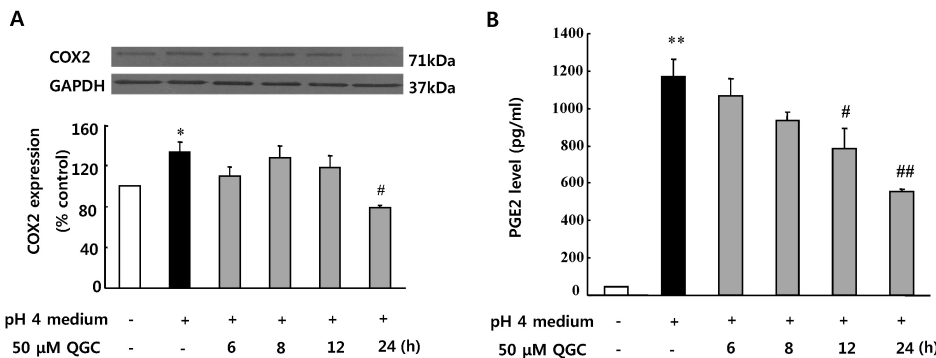 A
COX2
71kDa
GAPDH
37kDa
COX2 expression
(% control)
160
120
80
40
0
*
#
pH 4 medium - + + + + +
50 µM QGC - - 6 8 12 24 (h)
B
PGE2 level (pg/ml)
1400
1200
1000
800
600
400
200
0
**
#
##
pH 4 medium - + + + + +
50 µM QGC - - 6 8 12 24 (h)